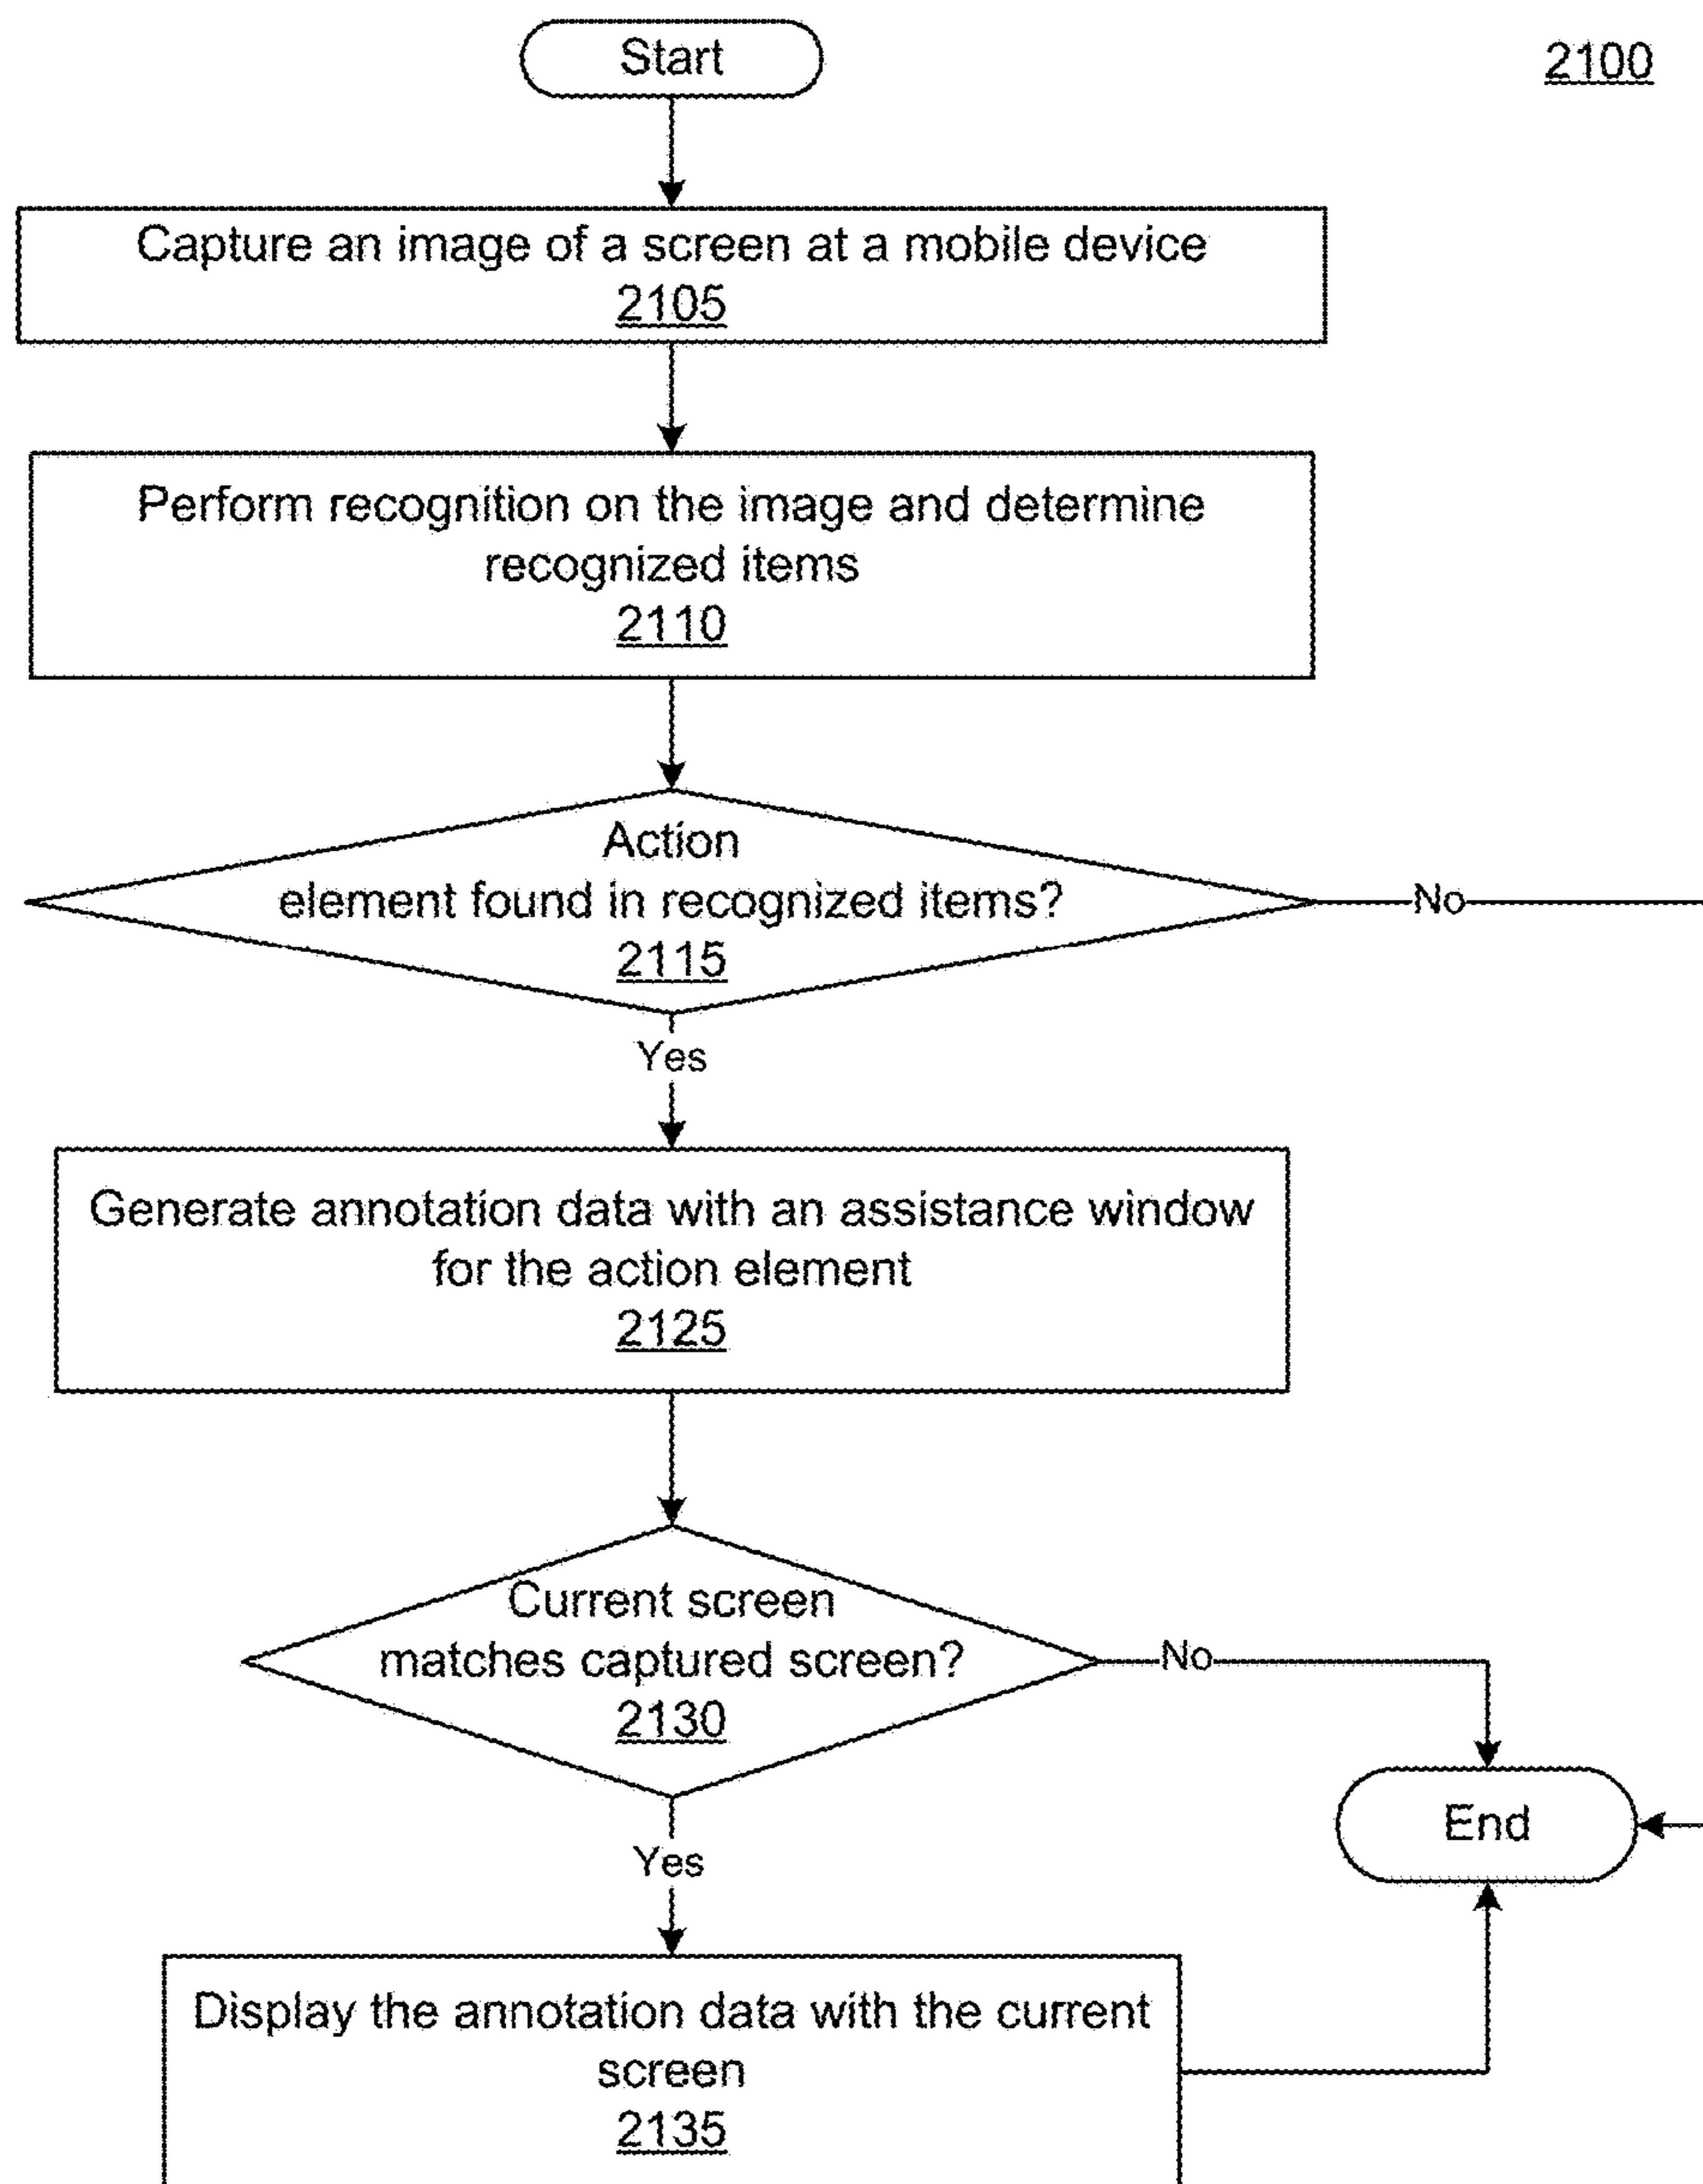 Start
2100
Capture an image of a screen at a mobile device
2105
Perform recognition on the image and determine
recognized items
2110
Action
element found in recognized items?
2115
No
Yes
Generate annotation data with an assistance window
for the action element
2125
Current screen
matches captured screen?
2130
No
End
Yes
Display the annotation data with the current
screen
2135